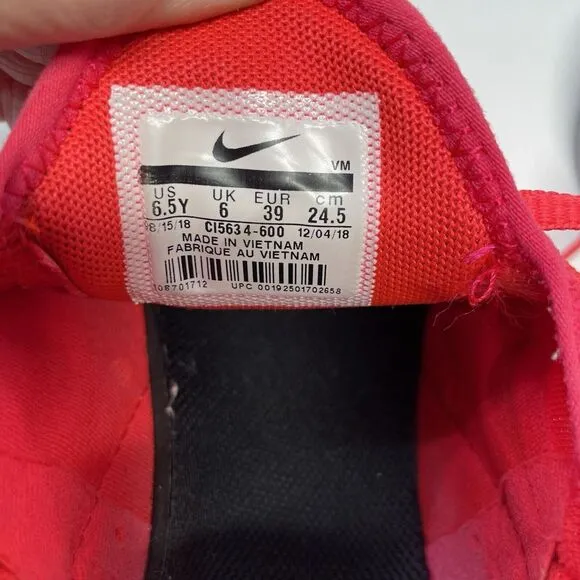 VM
US UK EUR cm
6.5Y 6 39 24.5
08/15/18 CI5634-600 12/04/18
MADE IN VIETNAM
FABRIQUE AU VIETNAM
108701712 UPC 00192501702658